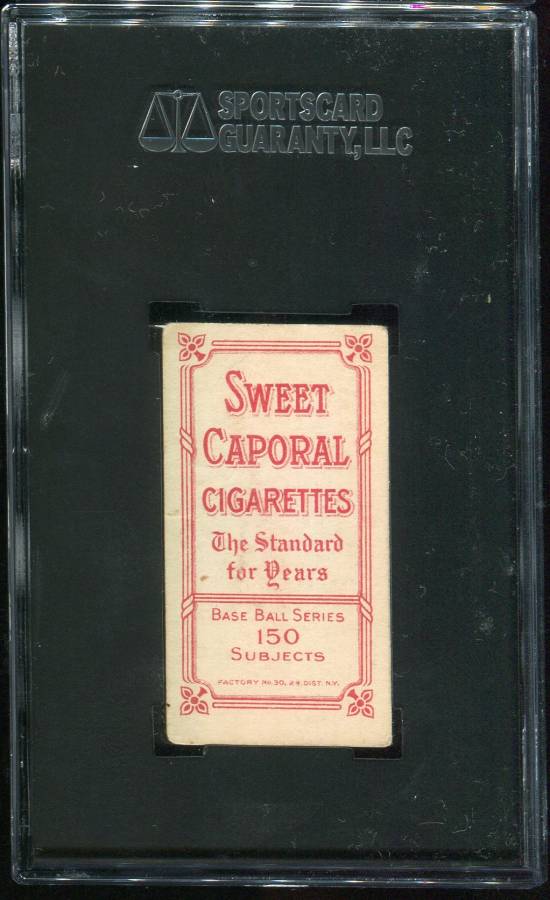 SPORTSCARD
GUARANTY, LLC
SWEET
CAPORAL
CIGARETTES
The Standard
for Years
BASE BALL SERIES
150
SUBJECTS
FACTORY No. 30, 2d. DIST. N.Y.